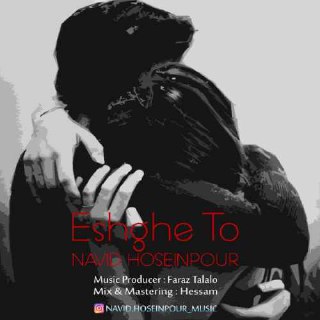 Eshghe To
NAVID HOSEINPOUR
Music Producer : Faraz Talalo
Mix & Mastering : Hessam
NAVID.HOSEINPOUR_MUSIC